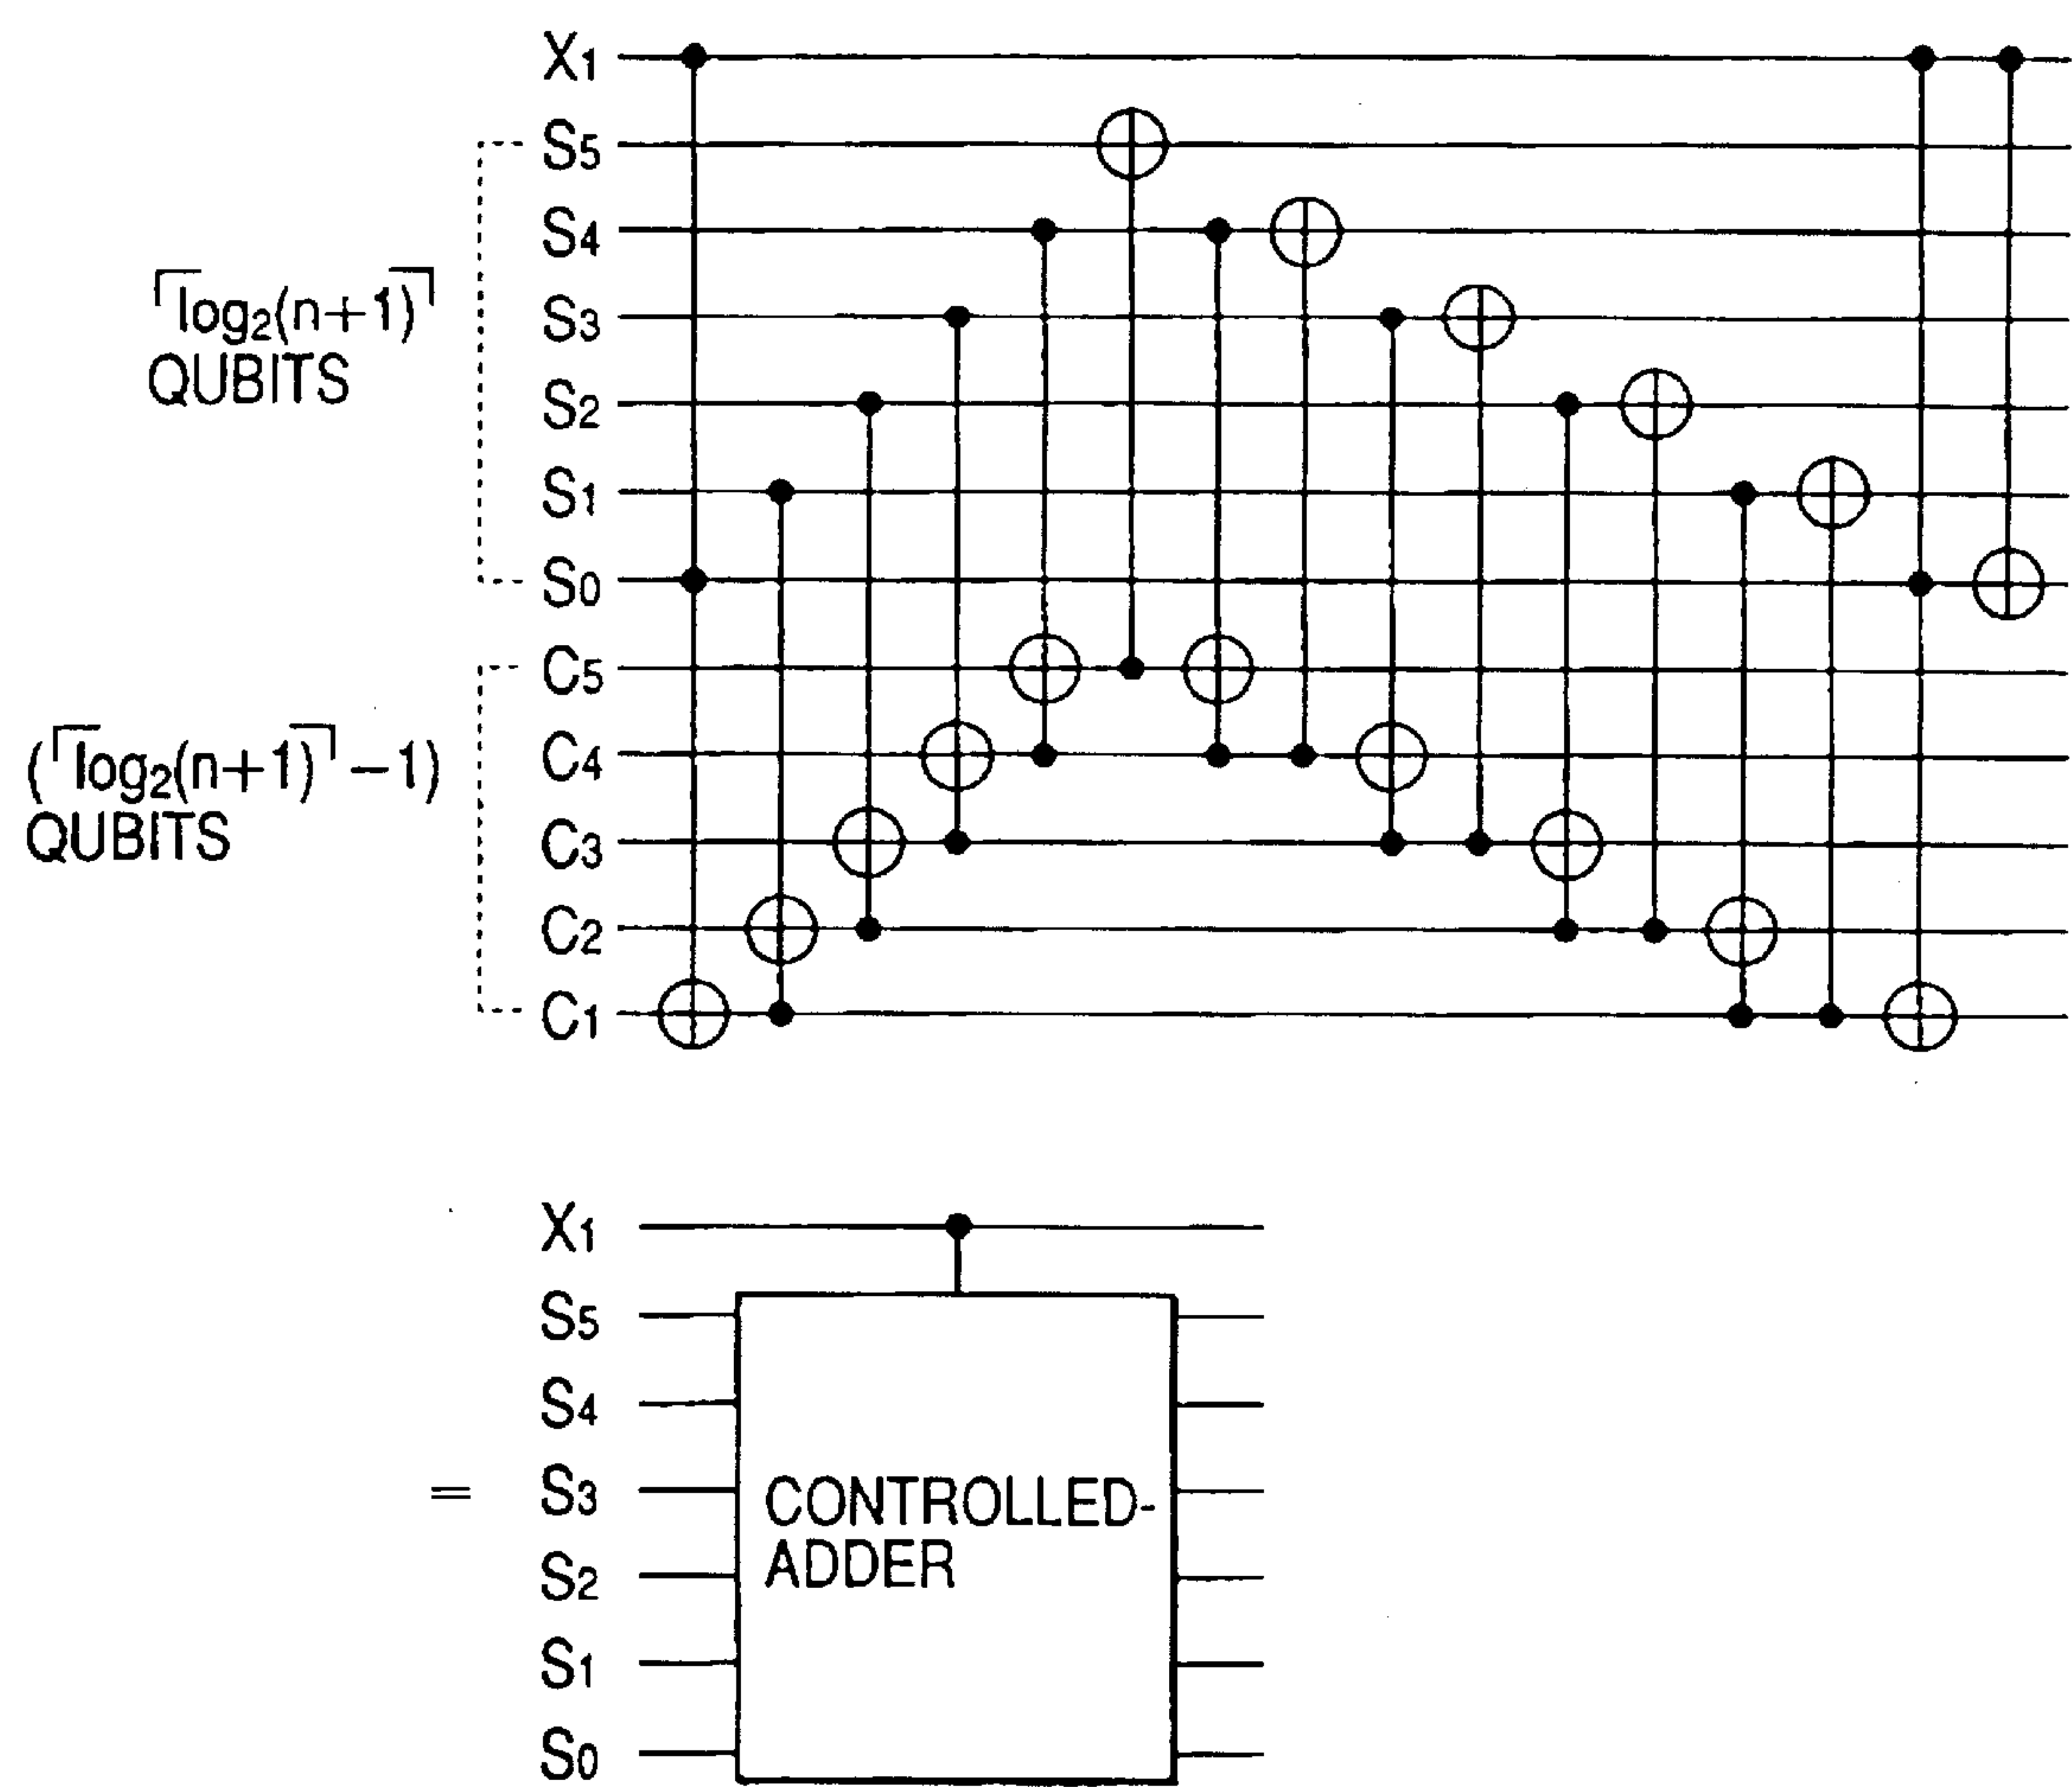 X1
S5
S4
⌈log2(n+1)⌉
QUBITS
S3
S2
S1
S0
C5
(⌈log2(n+1)⌉−1)
QUBITS
C4
C3
C2
C1
X1
S5
S4
=
S3
CONTROLLED-
ADDER
S2
S1
S0